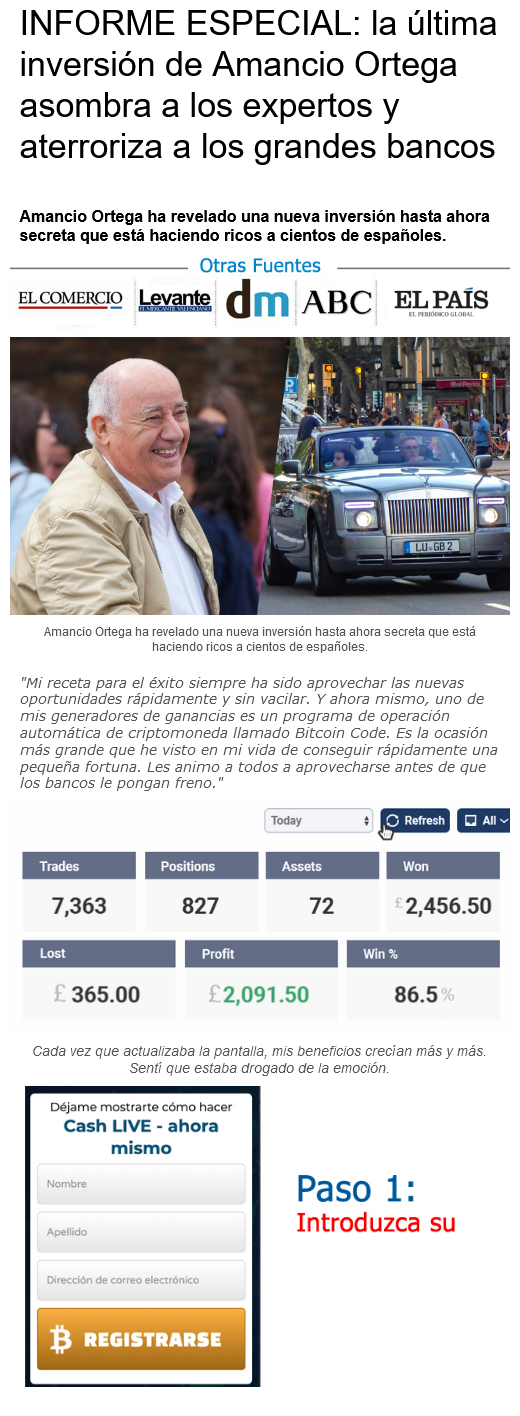 INFORME ESPECIAL: la última
inversión de Amancio Ortega
asombra a los expertos y
aterroriza a los grandes bancos
Amancio Ortega ha revelado una nueva inversión hasta ahora
secreta que está haciendo ricos a cientos de españoles.
Otras Fuentes
EL COMERCIO
Levante
EL MERCANTIL VALENCIANO
dm
ABC
EL PAÍS
EL PERIÓDICO GLOBAL
P
LU GB 2
Amancio Ortega ha revelado una nueva inversión hasta ahora secreta que está
haciendo ricos a cientos de españoles.
"Mi receta para el éxito siempre ha sido aprovechar las nuevas
oportunidades rápidamente y sin vacilar. Y ahora mismo, uno de
mis generadores de ganancias es un programa de operación
automática de criptomoneda llamado Bitcoin Code. Es la ocasión
más grande que he visto en mi vida de conseguir rápidamente una
pequeña fortuna. Les animo a todos a aprovecharse antes de que
los bancos le pongan freno."
Today Refresh All
Trades Positions Assets Won
7,363 827 72 £2,456.50
Lost Profit Win %
£ 365.00 £2,091.50 86.5%
Cada vez que actualizaba la pantalla, mis beneficios crecían más y más.
Sentí que estaba drogado de la emoción.
Déjame mostrarte cómo hacer
Cash LIVE - ahora
mismo
Nombre
Apellido
Dirección de correo electrónico
REGISTRARSE
Paso 1:
Introduzca su